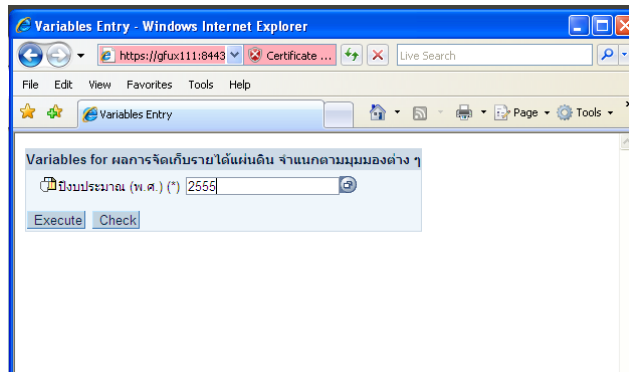 Variables Entry - Windows Internet Explorer
https://gfux111:8443 Certificate ... Live Search
File Edit View Favorites Tools Help
Variables Entry Page Tools
Variables for ผลการจัดเก็บรายได้แผ่นดิน จำแนกตามมุมมองต่าง ๆ
ปีงบประมาณ (พ.ศ.) (*) 2555
Execute Check